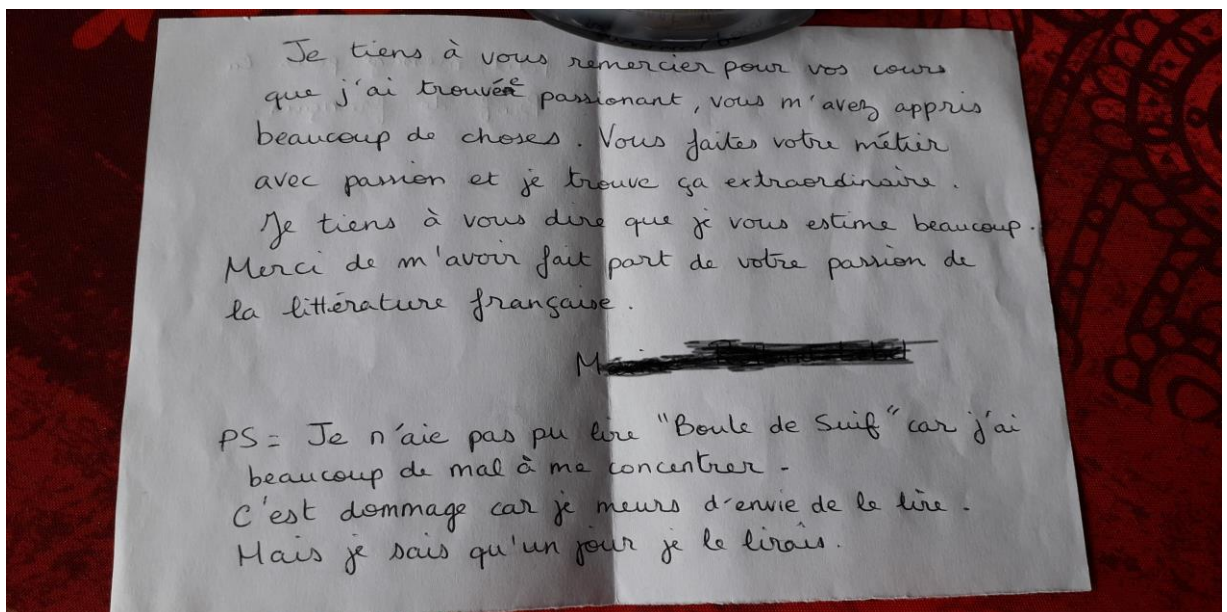 Je tiens à vous remercier pour vos cours
que j'ai trouvée passionant, vous m'avez appris
beaucoup de choses. Vous faites votre métier
avec passion et je trouve ça extraordinaire.
Je tiens à vous dire que je vous estime beaucoup.
Merci de m'avoir fait part de votre passion de
la littérature française.
PS = Je n'aie pas pu lire "Boule de Suif" car j'ai
beaucoup de mal à me concentrer -
C'est dommage car je meurs d'envie de le lire.
Mais je sais qu'un jour je le lirais.